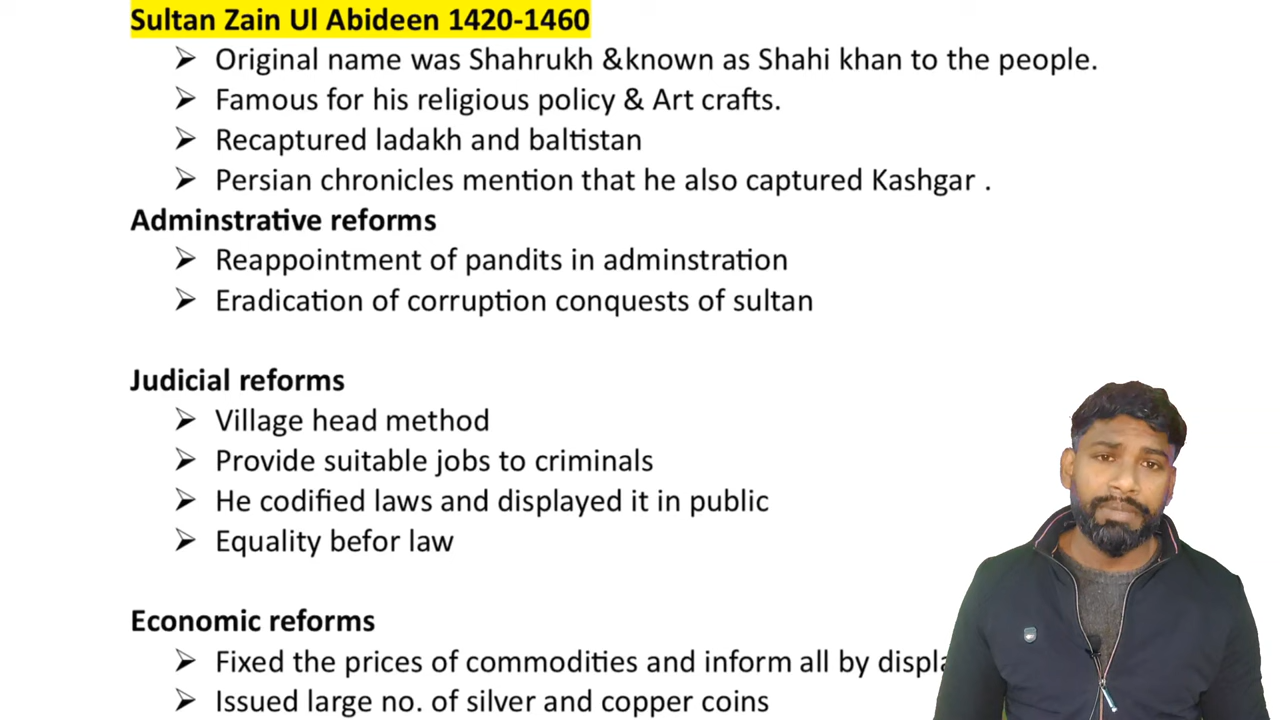 Sultan Zain Ul Abideen 1420-1460
➢ Original name was Shahrukh &known as Shahi khan to the people.
➢ Famous for his religious policy & Art crafts.
➢ Recaptured ladakh and baltistan
➢ Persian chronicles mention that he also captured Kashgar .
Adminstrative reforms
➢ Reappointment of pandits in adminstration
➢ Eradication of corruption conquests of sultan
Judicial reforms
➢ Village head method
➢ Provide suitable jobs to criminals
➢ He codified laws and displayed it in public
➢ Equality befor law
Economic reforms
➢ Fixed the prices of commodities and inform all by
➢ Issued large no. of silver and copper coins